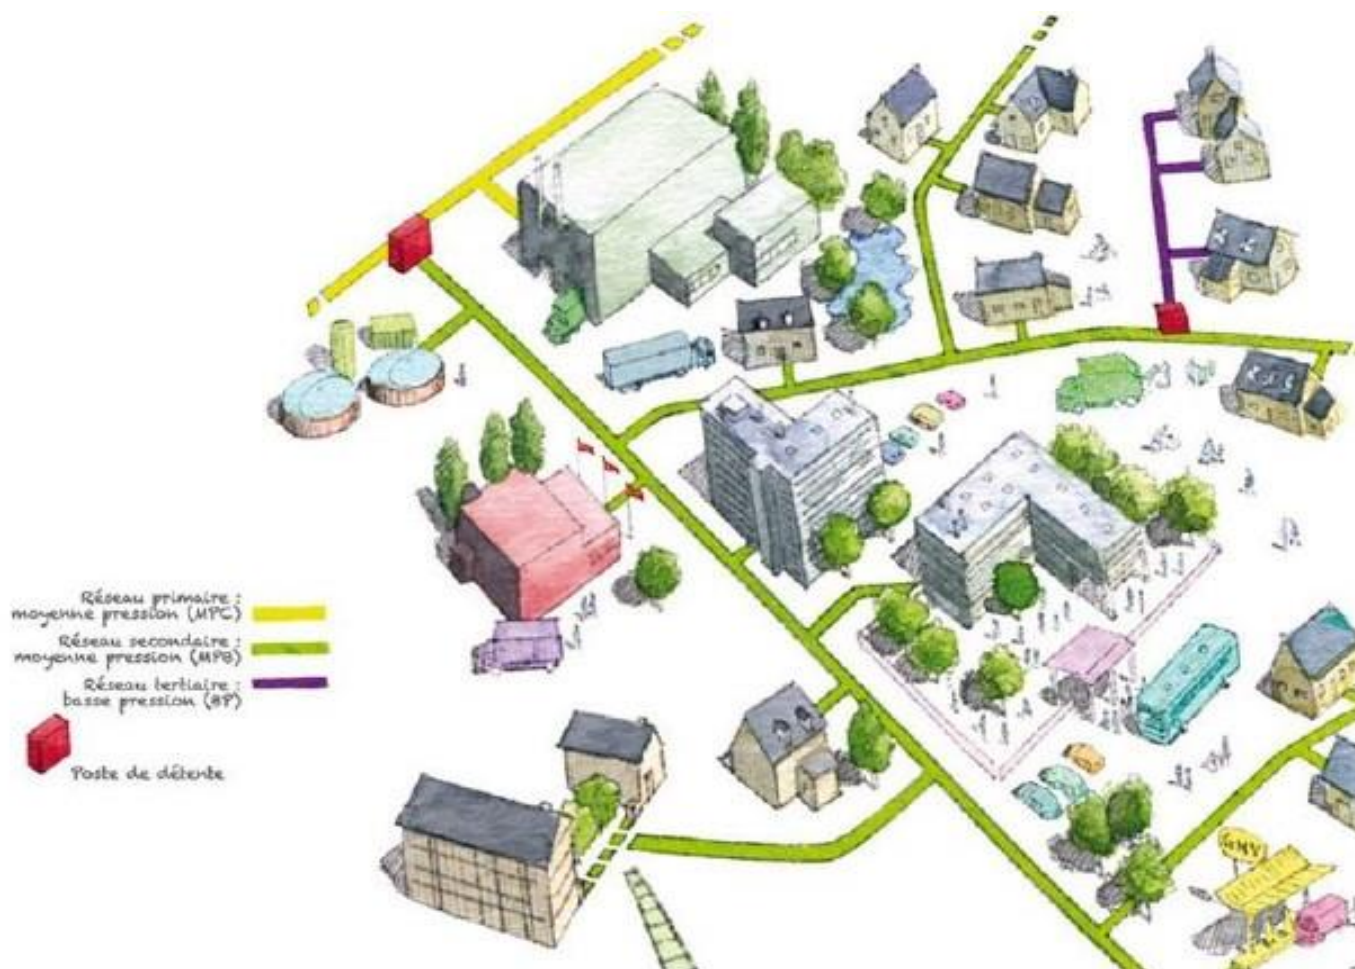 Réseau primaire :
moyenne pression (MPC)
Réseau secondaire :
moyenne pression (MPB)
Réseau tertiaire :
basse pression (BP)
Poste de détente
GNV